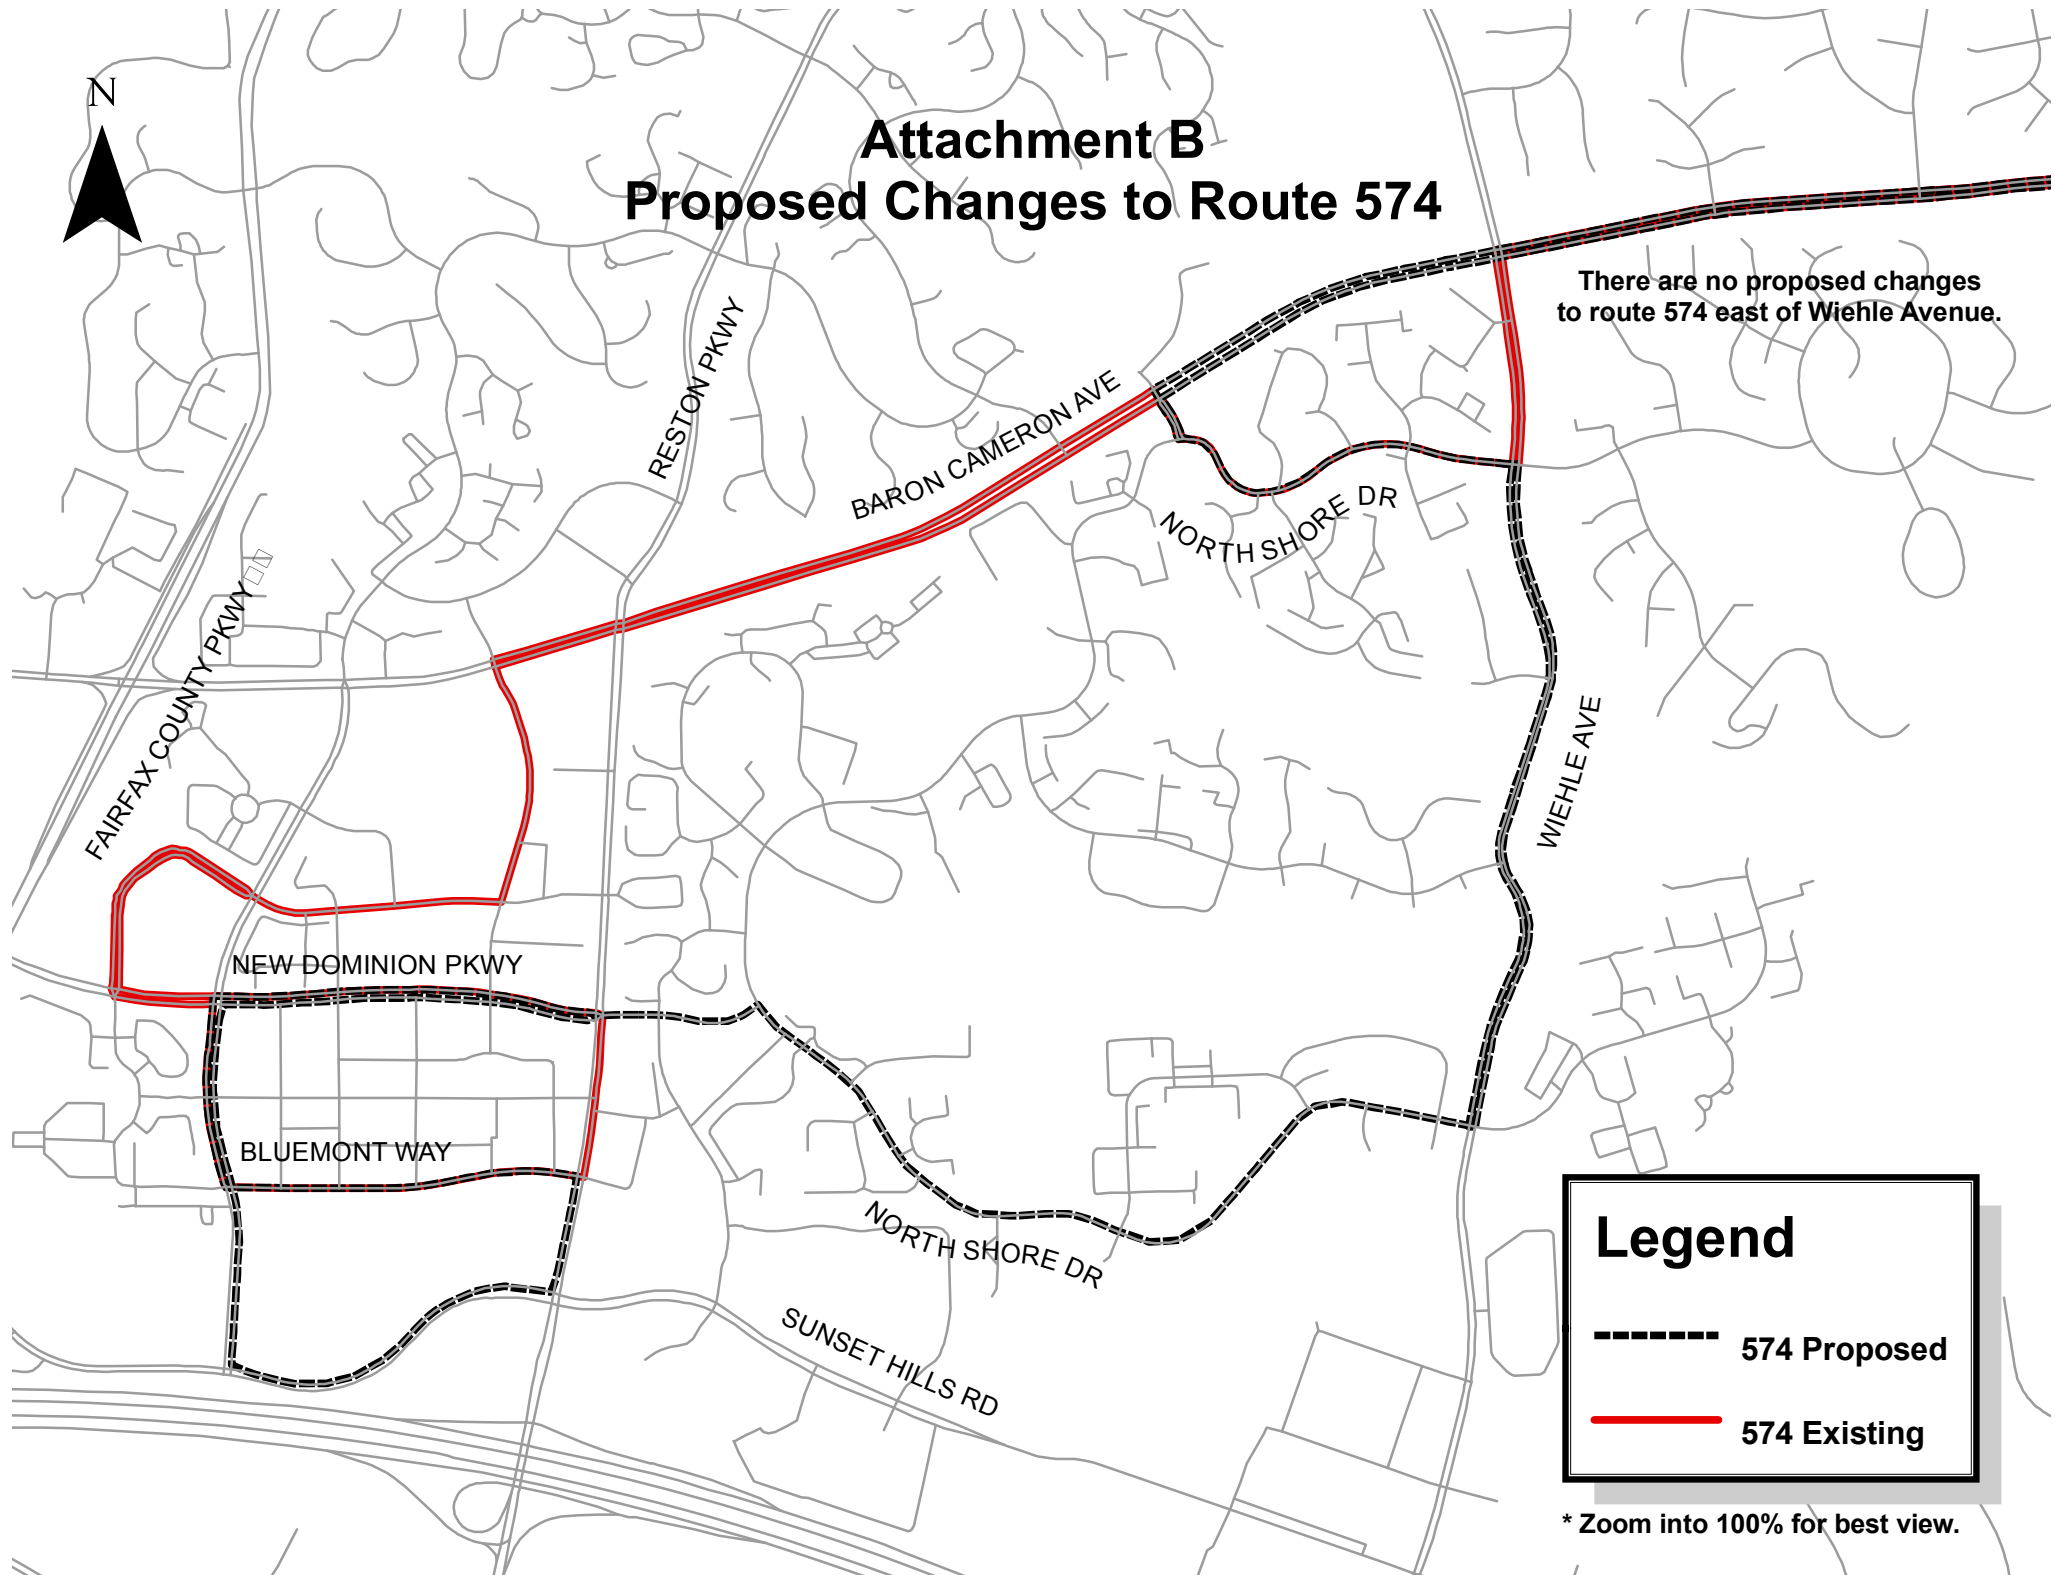 N
Attachment B
Proposed Changes to Route 574
There are no proposed changes
to route 574 east of Wiehle Avenue.
RESTON PKWY
BARON CAMERON AVE
NORTH SHORE DR
FAIRFAX COUNTY PKWY
WIEHLE AVE
NEW DOMINION PKWY
BLUEMONT WAY
NORTH SHORE DR
SUNSET HILLS RD
Legend
574 Proposed
574 Existing
* Zoom into 100% for best view.